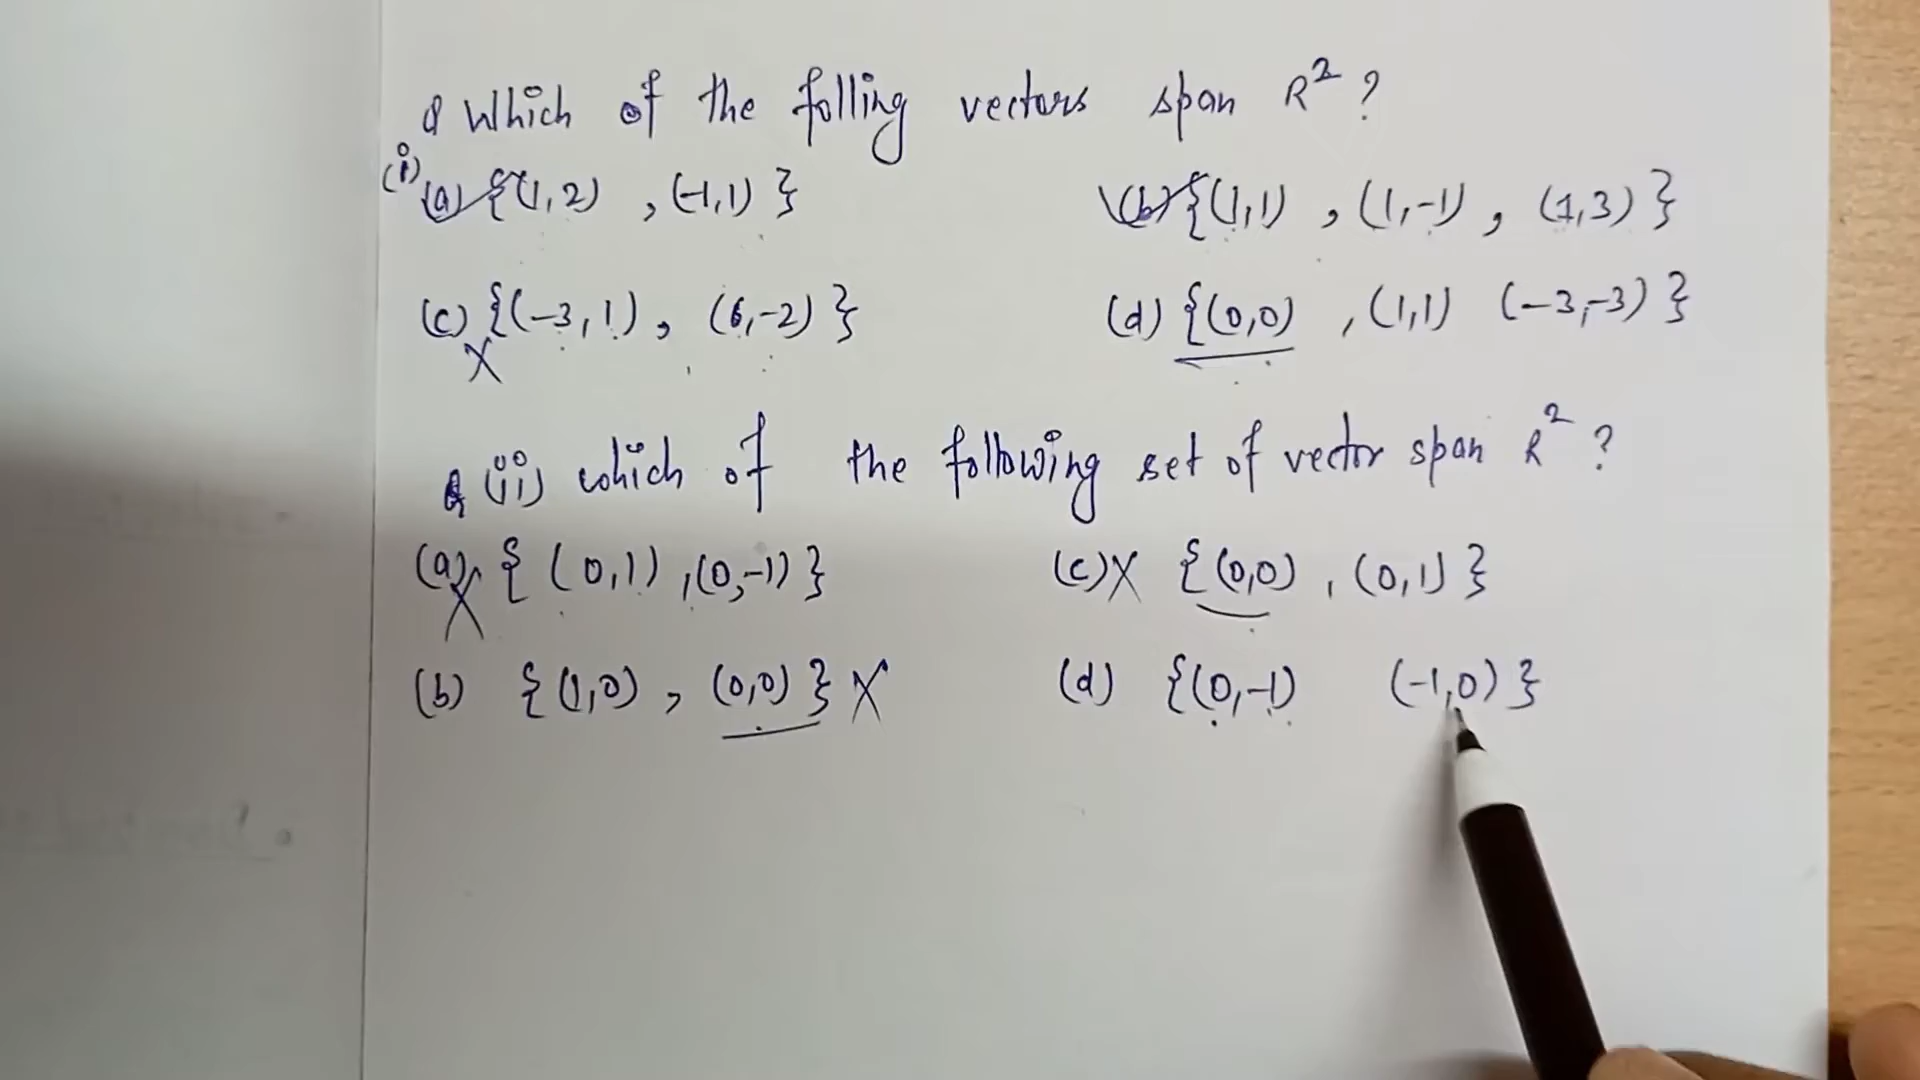 Q Which of the folling vectors span R² ?
(i) (a) {(1,2) , (-1,1) }
(b) {(1,1) , (1,-1) , (1,3) }
(c) {(-3,1) , (6,-2) }
X
(d) {(0,0) , (1,1) (-3,-3) }
Q (ii) which of the following set of vector span R² ?
(a) X { (0,1) , (0,-1) }
(c) X {(0,0) , (0,1) }
(b) {(1,0) , (0,0) } X
(d) {(0,-1) (-1,0) }